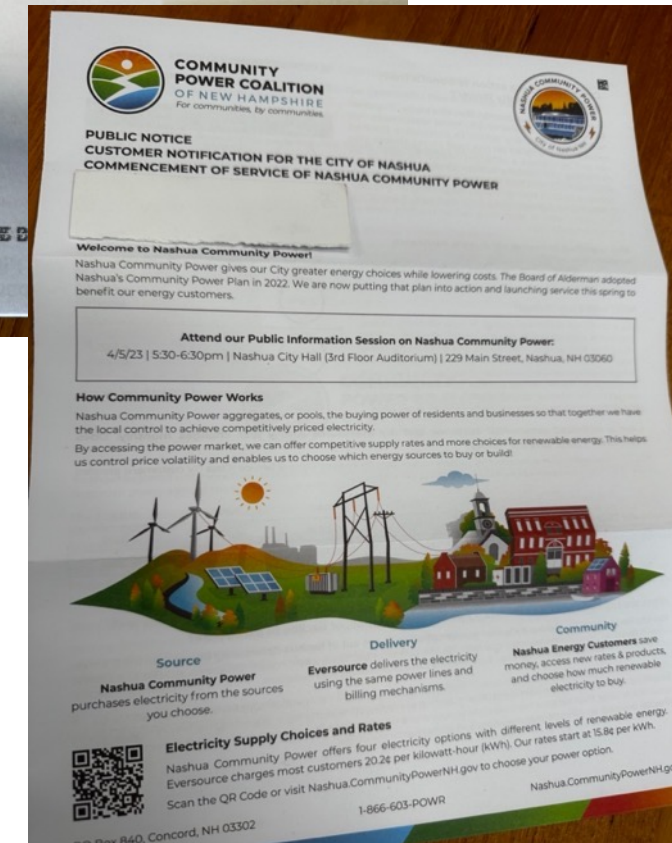 COMMUNITY
POWER COALITION
OF NEW HAMPSHIRE
For communities, by communities
NASHUA COMMUNITY POWER
City of Nashua NH
PUBLIC NOTICE
CUSTOMER NOTIFICATION FOR THE CITY OF NASHUA
COMMENCEMENT OF SERVICE OF NASHUA COMMUNITY POWER
Welcome to Nashua Community Power!
Nashua Community Power gives our City greater energy choices while lowering costs. The Board of Alderman adopted
Nashua's Community Power Plan in 2022. We are now putting that plan into action and launching service this spring to
benefit our energy customers.
Attend our Public Information Session on Nashua Community Power:
4/5/23 | 5:30-6:30pm | Nashua City Hall (3rd Floor Auditorium) | 229 Main Street, Nashua, NH 03060
How Community Power Works
Nashua Community Power aggregates, or pools, the buying power of residents and businesses so that together we have
the local control to achieve competitively priced electricity.
By accessing the power market, we can offer competitive supply rates and more choices for renewable energy. This helps
us control price volatility and enables us to choose which energy sources to buy or build!
Source
Nashua Community Power
purchases electricity from the sources
you choose.
Delivery
Eversource delivers the electricity
using the same power lines and
billing mechanisms.
Community
Nashua Energy Customers save
money, access new rates & products,
and choose how much renewable
electricity to buy.
Electricity Supply Choices and Rates
Nashua Community Power offers four electricity options with different levels of renewable energy.
Eversource charges most customers 20.2¢ per kilowatt-hour (kWh). Our rates start at 15.8¢ per kWh.
Scan the QR Code or visit Nashua.CommunityPowerNH.gov to choose your power option.
Box 840, Concord, NH 03302
1-866-603-POWR
Nashua.CommunityPowerNH.go